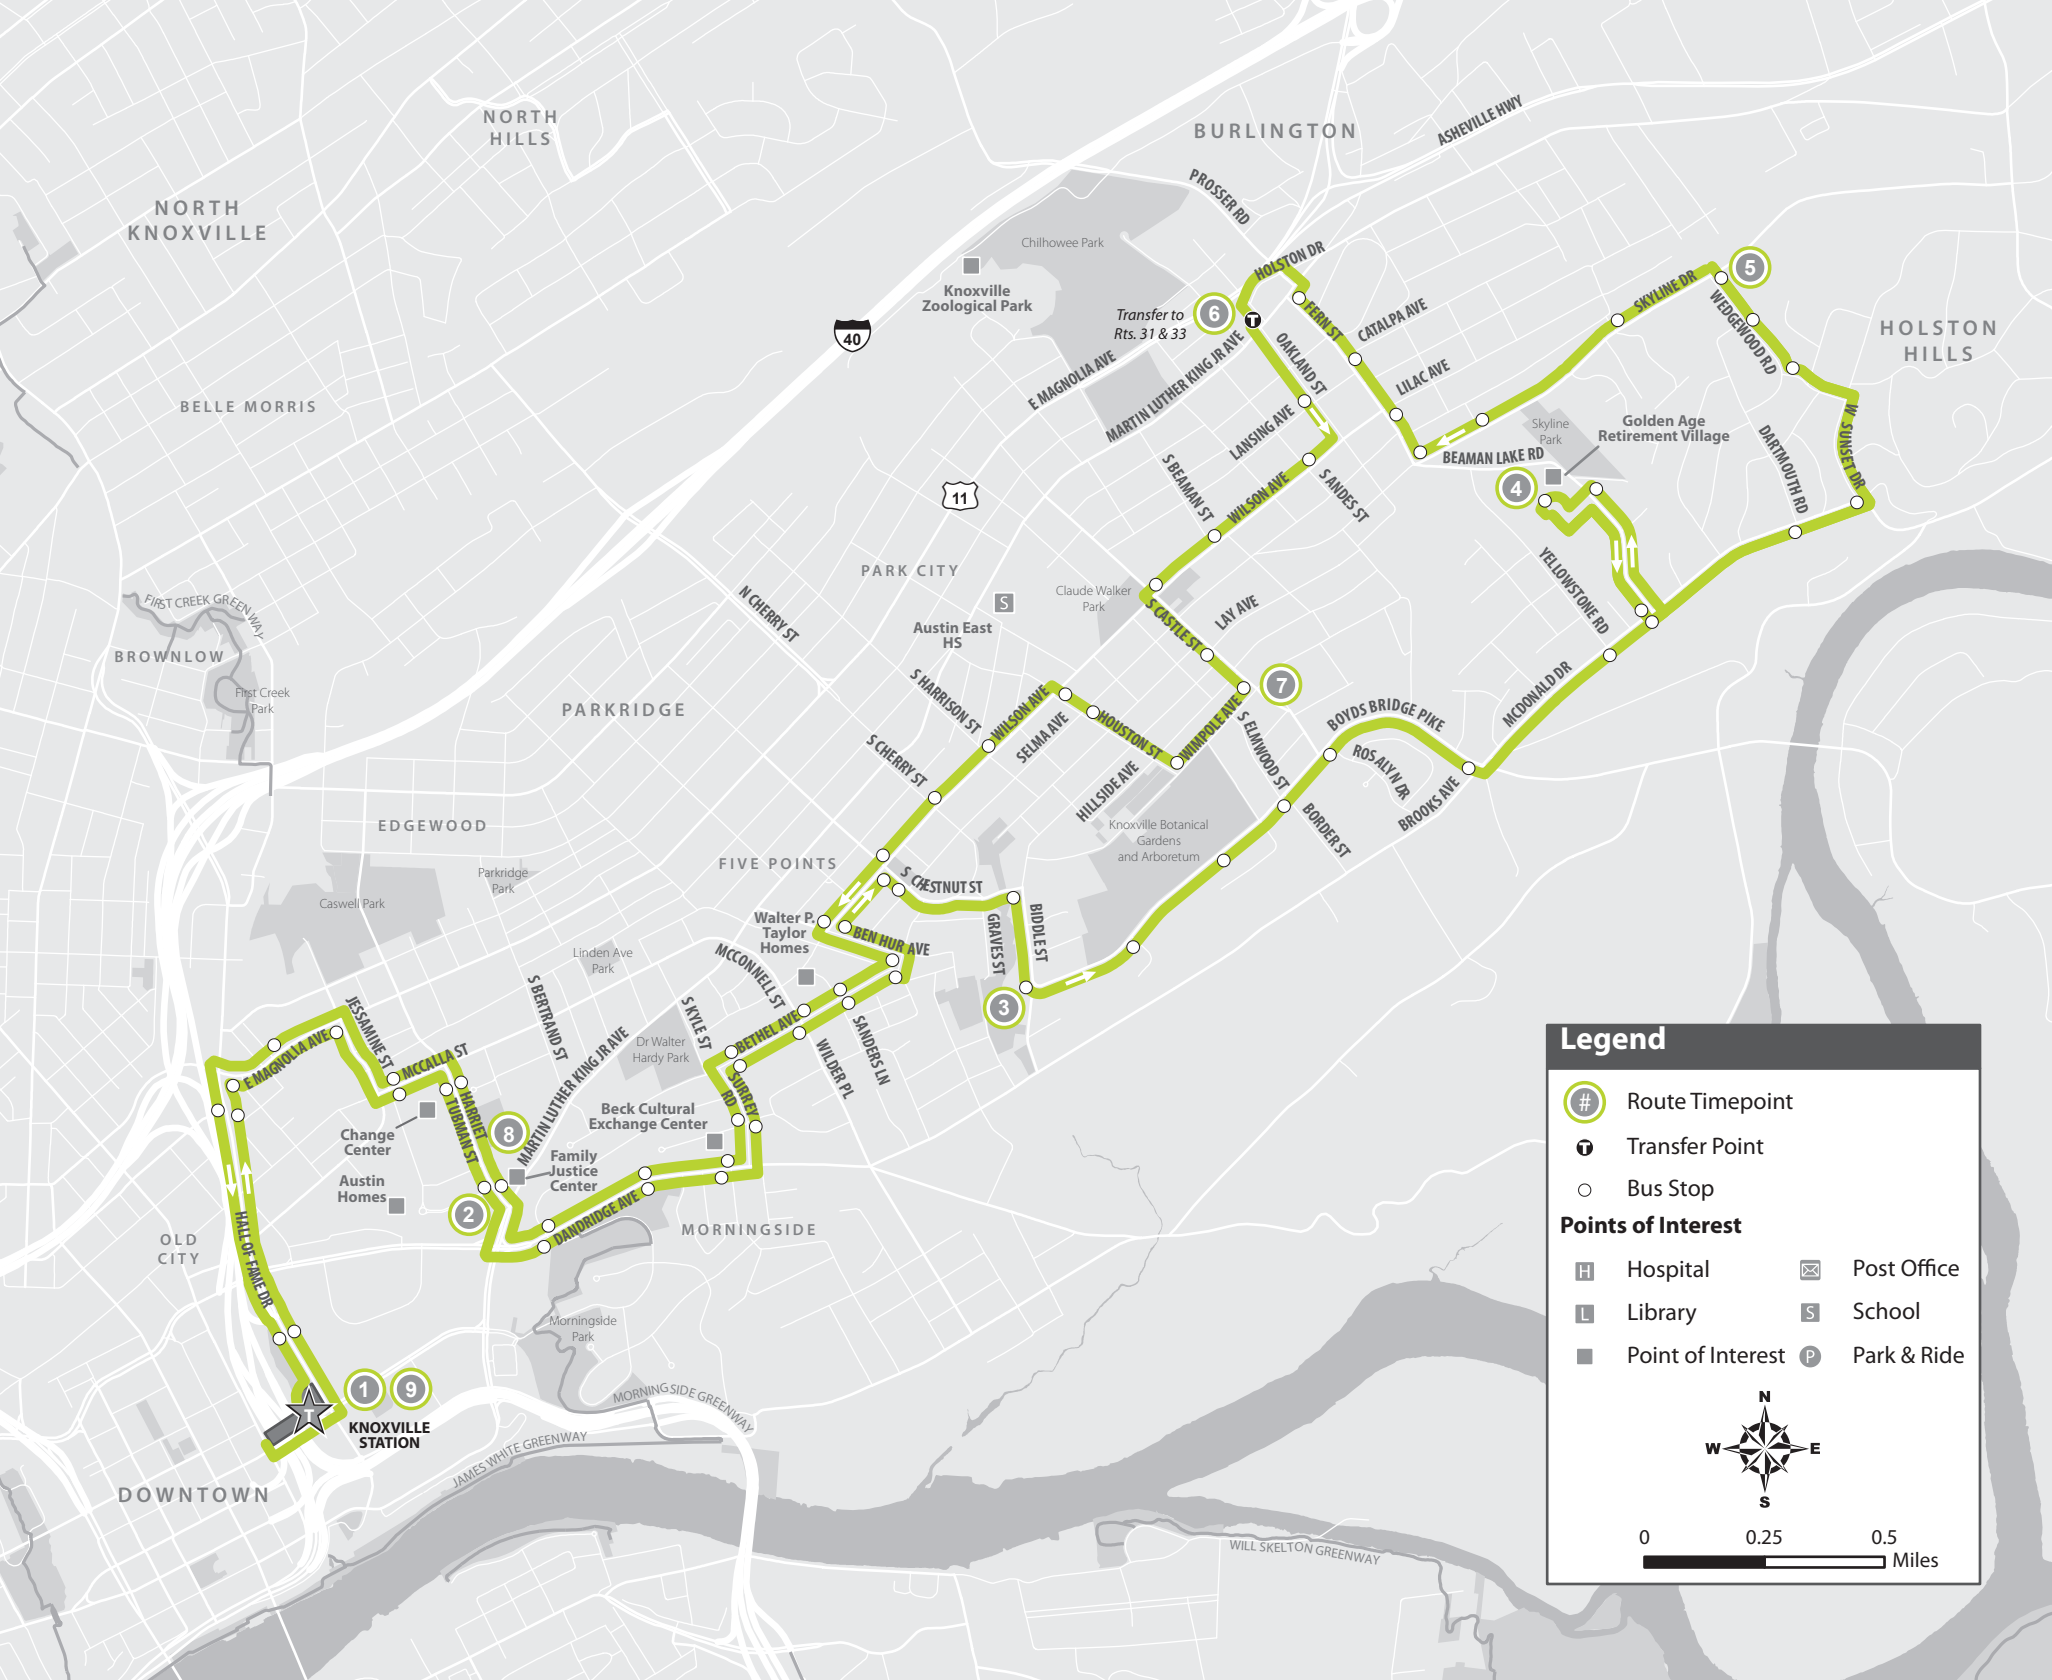 NORTH
HILLS
BURLINGTON
ASHEVILLE HWY
NORTH
KNOXVILLE
PROSSER RD
Chilhowee Park
HOLSTON DR
Knoxville
Zoological Park
5
SKYLINE DR
WEDGEWOOD RD
HOLSTON
HILLS
6
T
Transfer to
Rts. 31 & 33
FERN ST
CATALPA AVE
40
OAKLAND ST
E MAGNOLIA AVE
MARTIN LUTHER KING JR AVE
LILAC AVE
BELLE MORRIS
LANSING AVE
Skyline
Park
Golden Age
Retirement Village
W SUNSET DR
DARTMOUTH RD
BEAMAN LAKE RD
4
S BEAMAN ST
WILSON AVE
S SANDES ST
11
YELLOWSTONE RD
PARK CITY
Claude Walker
Park
S
Austin East
HS
N CHERRY ST
S CASTLE ST
LAY AVE
FIRST CREEK GREENWAY
BROWNLOW
First Creek
Park
PARKRIDGE
S HARRISON ST
WILSON AVE
SELMA AVE
HOUSTON ST
WIMPOLE AVE
7
S ELMWOOD ST
BOYDS BRIDGE PIKE
MCDONALD DR
ROSALYN DR
BROOKS AVE
S CHERRY ST
HILLSIDE AVE
BORDER ST
EDGEWOOD
Knoxville Botanical
Gardens
and Arboretum
FIVE POINTS
Parkridge
Park
Caswell Park
S CHESTNUT ST
GRAVES ST
BIDDLE ST
Walter P.
Taylor
Homes
BEN HUR AVE
MCCONNELL ST
Linden Ave
Park
3
S BERTRAND ST
S KYLE ST
BETHEL AVE
SANDERS LN
WILDER PL
JESSAMINE ST
E MAGNOLIA AVE
MCCALLA ST
Dr Walter
Hardy Park
MARTIN LUTHER KING JR AVE
SURREY
RD
HARRIET
TUBMAN ST
8
Beck Cultural
Exchange Center
Change
Center
Family
Justice
Center
Austin
Homes
2
DANDRIDGE AVE
MORNINGSIDE
OLD
CITY
HALL OF FAME DR
Morningside
Park
1
9
T
KNOXVILLE
STATION
MORNINGSIDE GREENWAY
JAMES WHITE GREENWAY
DOWNTOWN
WILL SKELTON GREENWAY
Legend
# Route Timepoint
T Transfer Point
Bus Stop
Points of Interest
H Hospital
Post Office
L Library
S School
Point of Interest
P Park & Ride
N
W E
S
0 0.25 0.5
Miles